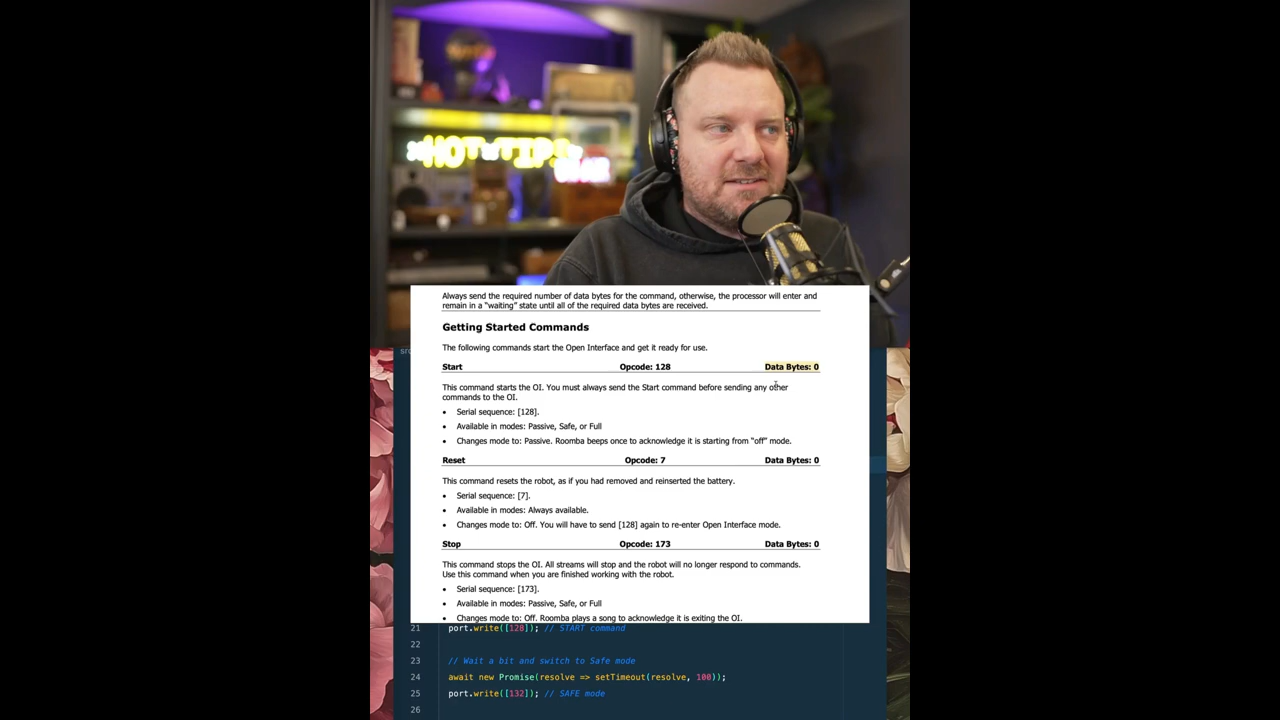 HOT TIP!
Always send the required number of data bytes for the command, otherwise, the processor will enter and
remain in a “waiting” state until all of the required data bytes are received.
Getting Started Commands
The following commands start the Open Interface and get it ready for use.
Start Opcode: 128 Data Bytes: 0
This command starts the OI. You must always send the Start command before sending any other
commands to the OI.
• Serial sequence: [128].
• Available in modes: Passive, Safe, or Full
• Changes mode to: Passive. Roomba beeps once to acknowledge it is starting from “off” mode.
Reset Opcode: 7 Data Bytes: 0
This command resets the robot, as if you had removed and reinserted the battery.
• Serial sequence: [7].
• Available in modes: Always available.
• Changes mode to: Off. You will have to send [128] again to re-enter Open Interface mode.
Stop Opcode: 173 Data Bytes: 0
This command stops the OI. All streams will stop and the robot will no longer respond to commands.
Use this command when you are finished working with the robot.
• Serial sequence: [173].
• Available in modes: Passive, Safe, or Full
• Changes mode to: Off. Roomba plays a song to acknowledge it is exiting the OI.
21 port.write([128]); // START command
22
23 // Wait a bit and switch to Safe mode
24 await new Promise(resolve => setTimeout(resolve, 100));
25 port.write([132]); // SAFE mode
26